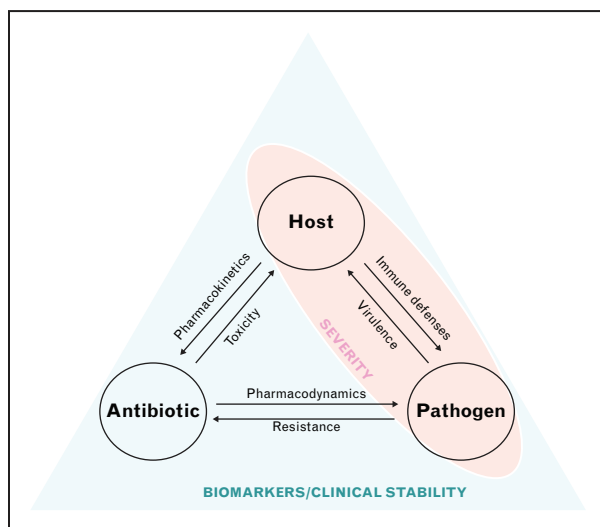 Host
Pharmacokinetics
Toxicity
Immune defenses
Virulence
SEVERITY
Antibiotic
Pharmacodynamics
Resistance
Pathogen
BIOMARKERS/CLINICAL STABILITY